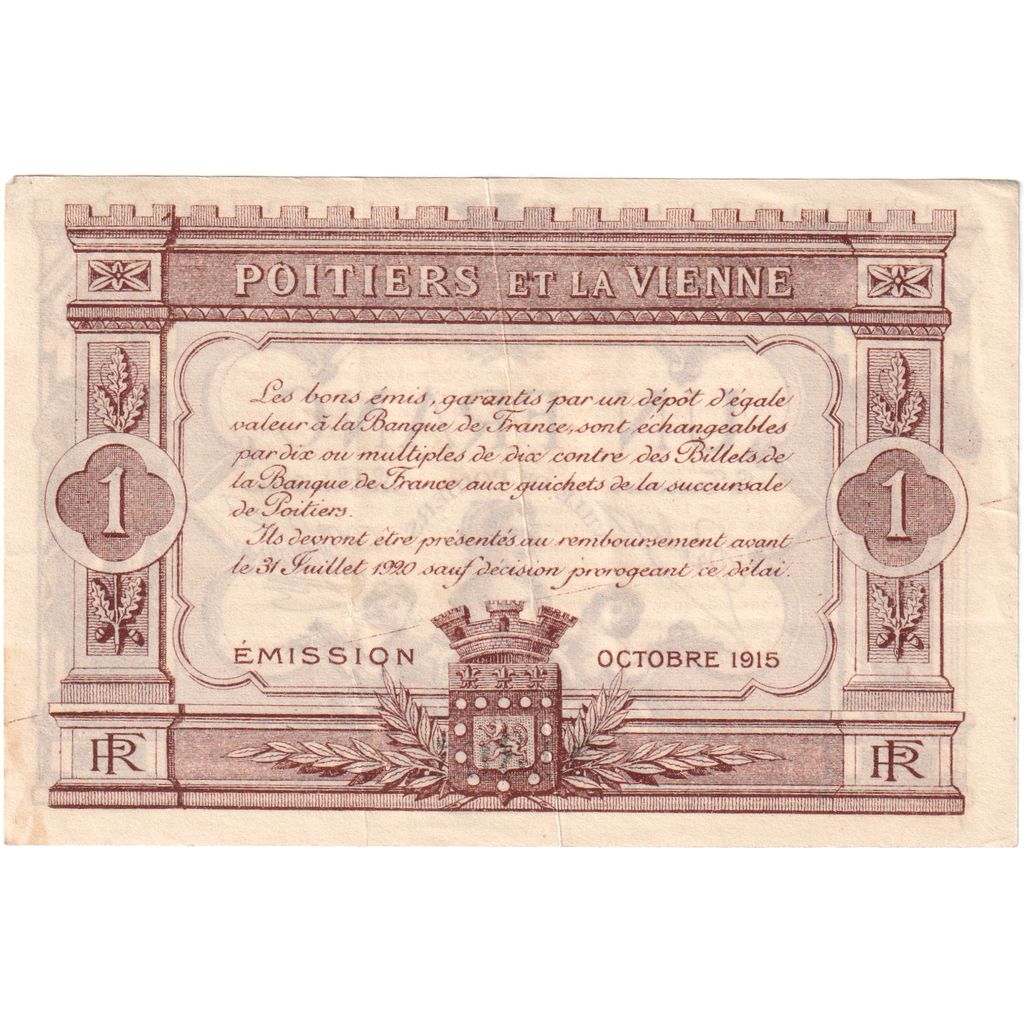 POITIERS ET LA VIENNE
Les bons émis, garantis par un dépôt d'égale
valeur à la Banque de France, sont échangeables
par dix ou multiples de dix contre des Billets de
la Banque de France aux guichets de la succursale
de Poitiers.
1
1
Ils devront être présentés au remboursement avant
le 31 Juillet 1920 sauf décision prorogeant ce délai.
ÉMISSION OCTOBRE 1915
RF
RF